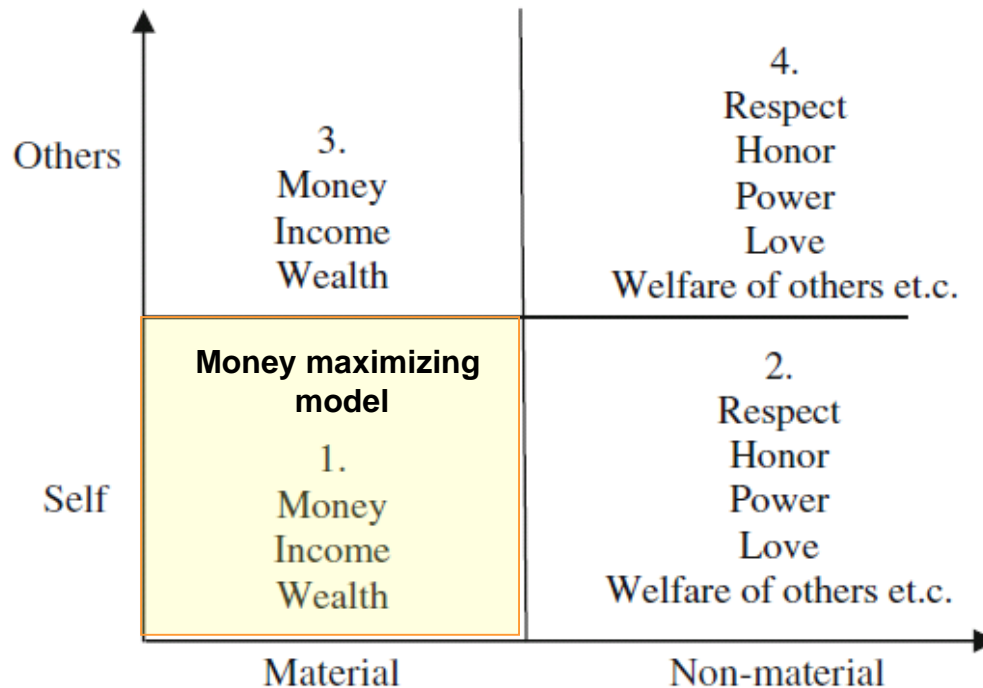 Others
3.
Money
Income
Wealth
4.
Respect
Honor
Power
Love
Welfare of others et.c.
Self
Money maximizing
model
1.
Money
Income
Wealth
2.
Respect
Honor
Power
Love
Welfare of others et.c.
Material
Non-material